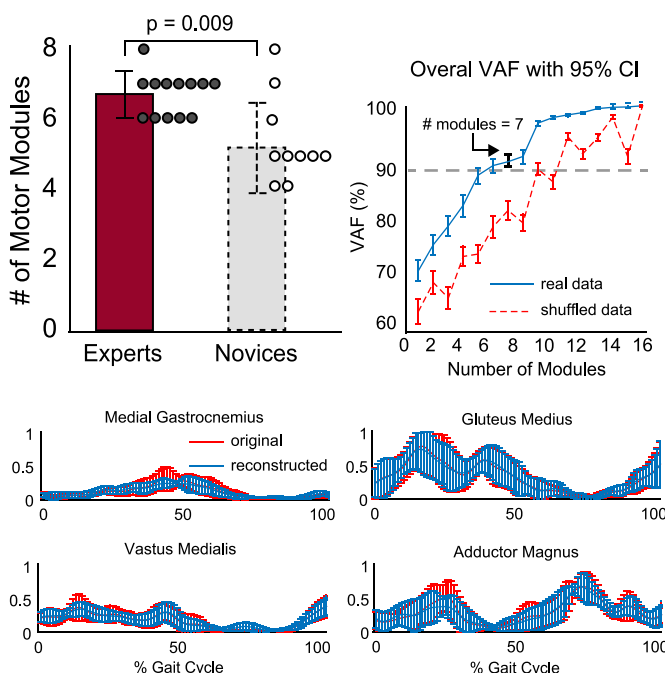 p = 0.009
# of Motor Modules
8
6
4
2
0
Experts
Novices
Overal VAF with 95% CI
# modules = 7
VAF (%)
100
90
80
70
60
real data
shuffled data
0 2 4 6 8 10 12 14 16
Number of Modules
Medial Gastrocnemius
original
reconstructed
1
0.5
0
0 50 100
Gluteus Medius
1
0.5
0
0 50 100
Vastus Medialis
1
0.5
0
0 50 100
% Gait Cycle
Adductor Magnus
1
0.5
0
0 50 100
% Gait Cycle